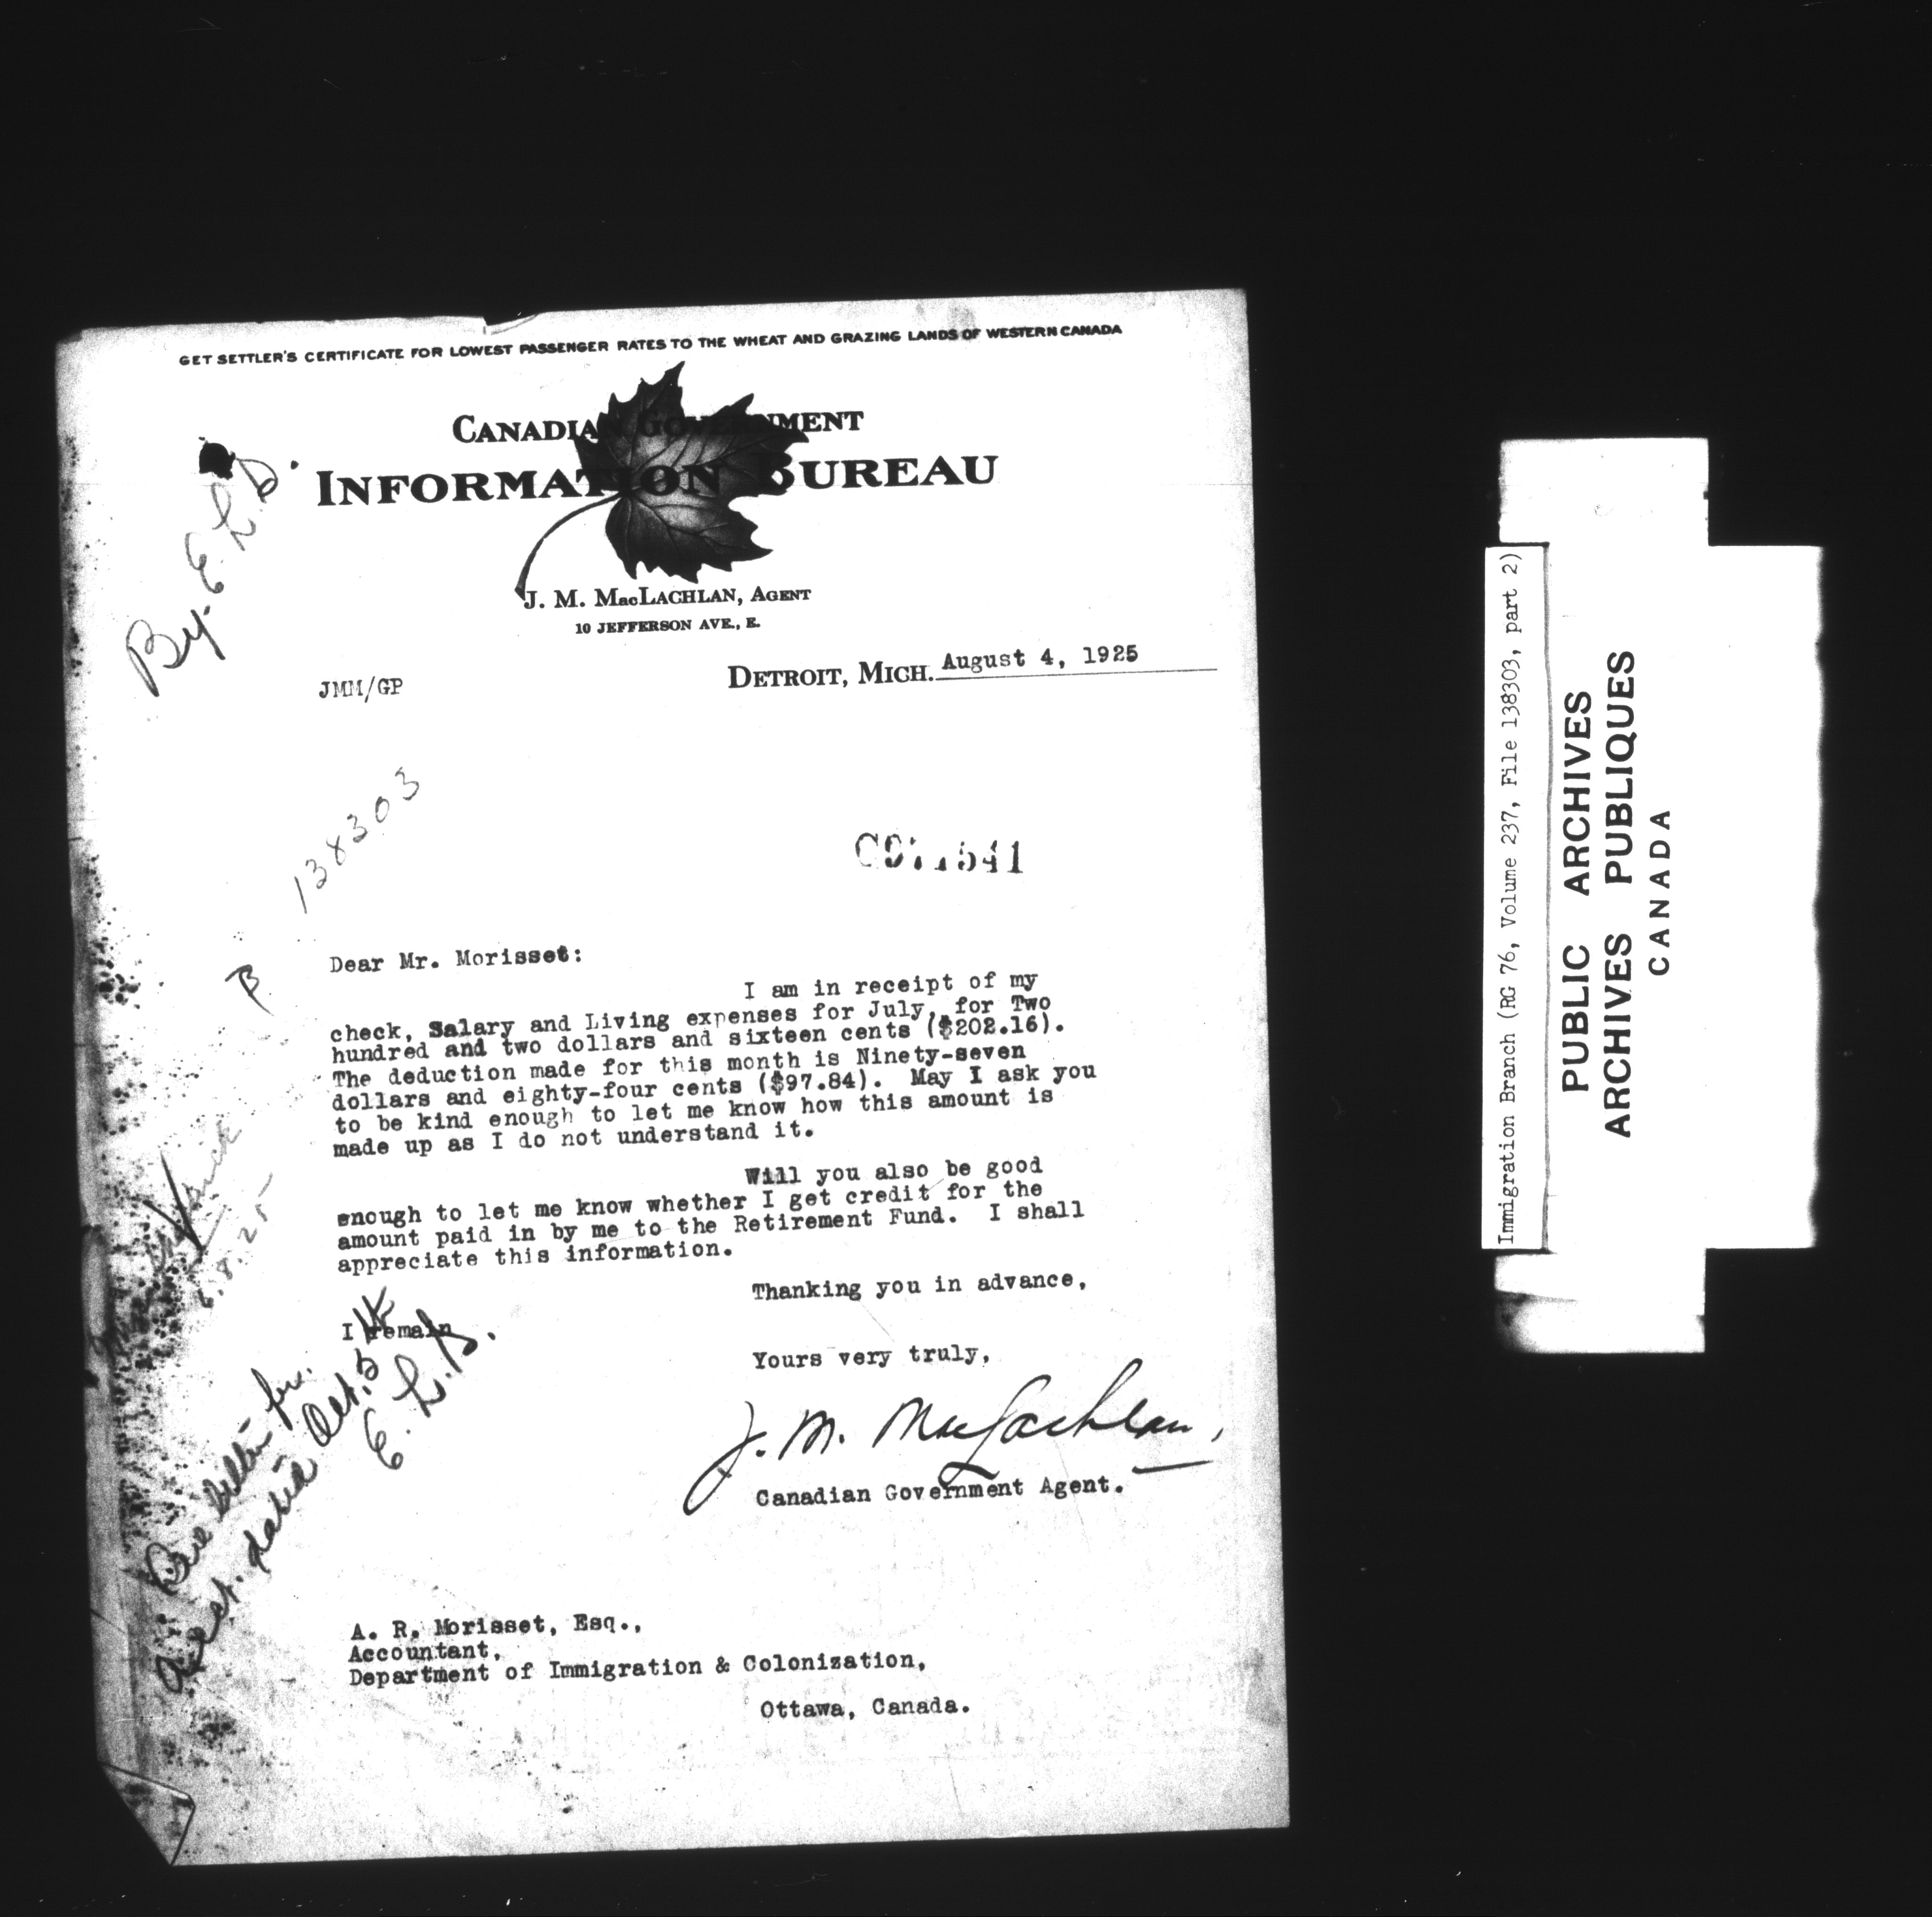 GET SETTLER'S CERTIFICATE FOR LOWEST PASSENGER RATES TO THE WHEAT AND GRAZING LANDS OF WESTERN CANADA
CANADIAN GOVERNMENT
INFORMATION BUREAU
J. M. MacLACHLAN, AGENT
10 JEFFERSON AVE., E.
By E. L. D.
JMM/GP
DETROIT, MICH. August 4, 1925
138303
B
Dear Mr. Morisset:
I am in receipt of my
check, Salary and Living expenses for July, for Two
hundred and two dollars and sixteen cents ($202.16).
The deduction made for this month is Ninety-seven
dollars and eighty-four cents ($97.84). May I ask you
to be kind enough to let me know how this amount is
made up as I do not understand it.
Will you also be good
enough to let me know whether I get credit for the
amount paid in by me to the Retirement Fund. I shall
appreciate this information.
6.8.25
Thanking you in advance,
I remain
Yours very truly,
J. M. MacLachlan,
Canadian Government Agent.
dated Oct. 5
A. R. Morisset, Esq.,
Accountant,
Department of Immigration & Colonization,
Ottawa, Canada.
Immigration Branch (RG 76, Volume 237, File 138303, part 2)
PUBLIC ARCHIVES
ARCHIVES PUBLIQUES
CANADA